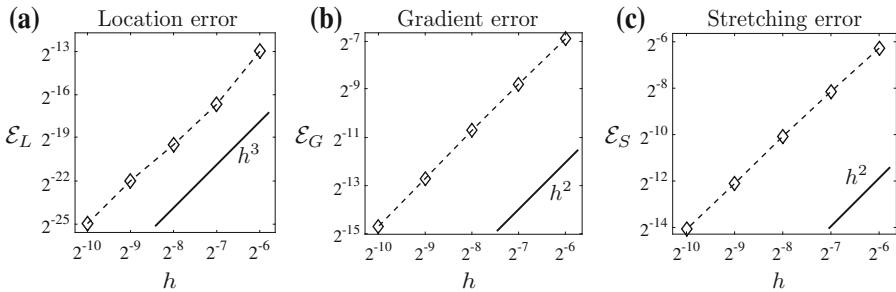 (a) Location error
2^-13
2^-16
2^-19
2^-22
2^-25
ℰ_L
h^3
2^-10 2^-9 2^-8 2^-7 2^-6
h
(b) Gradient error
2^-7
2^-9
2^-11
2^-13
2^-15
ℰ_G
h^2
2^-10 2^-9 2^-8 2^-7 2^-6
h
(c) Stretching error
2^-6
2^-8
2^-10
2^-12
2^-14
ℰ_S
h^2
2^-10 2^-9 2^-8 2^-7 2^-6
h